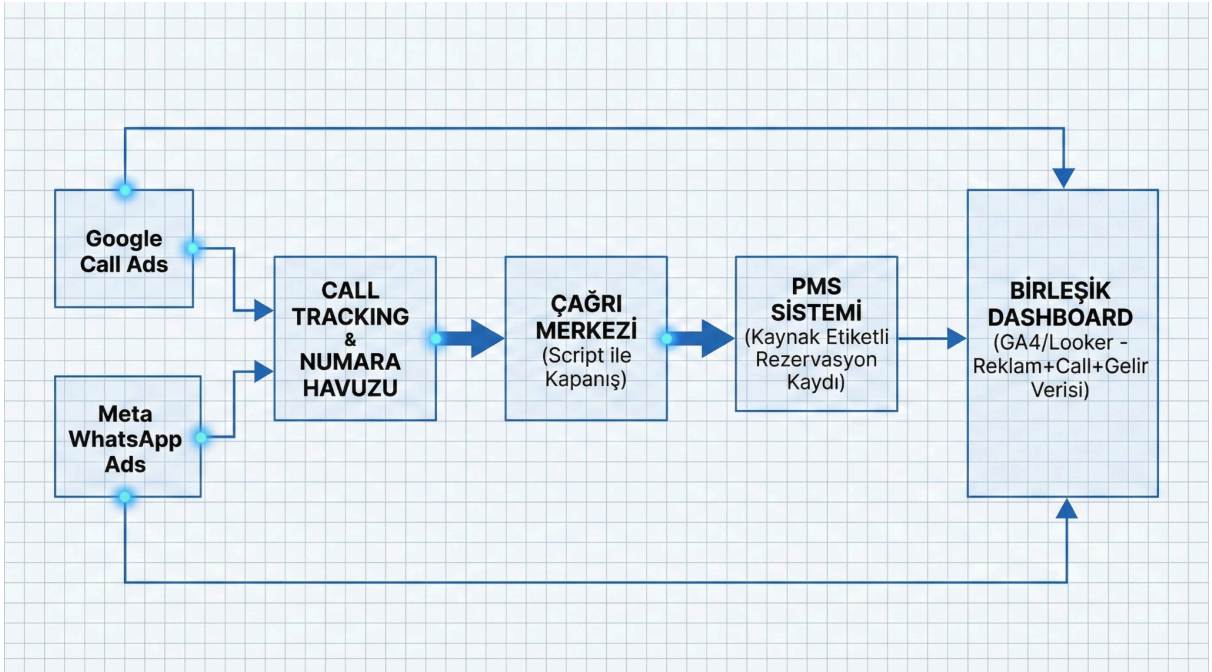 Google
Call Ads
Meta
WhatsApp
Ads
CALL
TRACKING
&
NUMARA
HAVUZU
ÇAĞRI
MERKEZİ
(Script ile
Kapanış)
PMS
SİSTEMİ
(Kaynak Etiketli
Rezervasyon
Kaydı)
BİRLEŞİK
DASHBOARD
(GA4/Looker -
Reklam+Call+Gelir
Verisi)